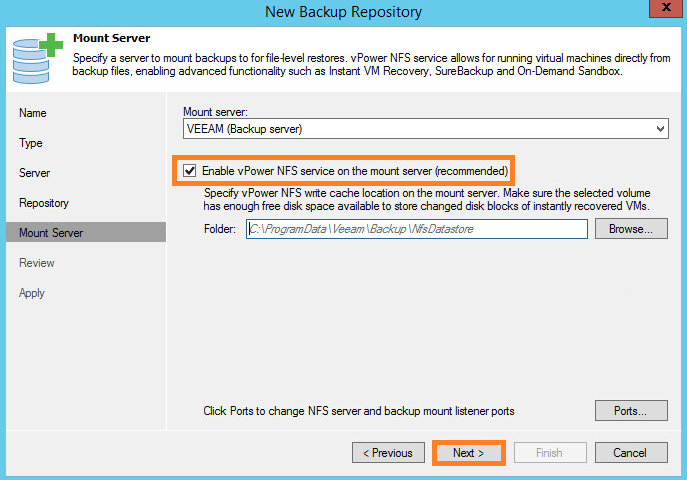 New Backup Repository
x
Mount Server
Specify a server to mount backups to for file-level restores. vPower NFS service allows for running virtual machines directly from
backup files, enabling advanced functionality such as Instant VM Recovery, SureBackup and On-Demand Sandbox.
Name
Type
Server
Repository
Mount Server
Review
Apply
Mount server:
VEEAM (Backup server)
Enable vPower NFS service on the mount server (recommended)
Specify vPower NFS write cache location on the mount server. Make sure the selected volume
has enough free disk space available to store changed disk blocks of instantly recovered VMs.
Folder: C:\ProgramData\Veeam\Backup\NfsDatastore Browse...
Click Ports to change NFS server and backup mount listener ports Ports...
< Previous Next > Finish Cancel